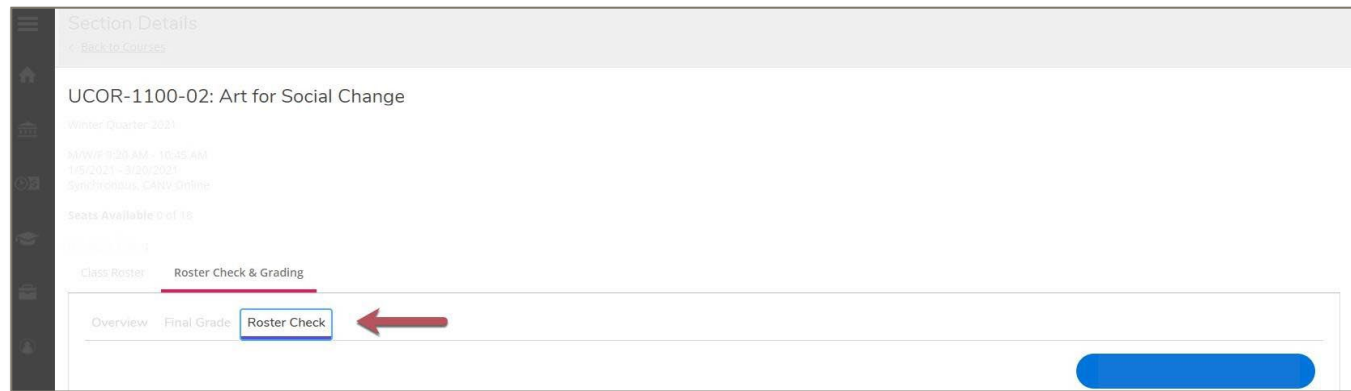 Section Details
< Back to Courses
UCOR-1100-02: Art for Social Change
Winter Quarter 2021
M/W/F 9:20 AM - 10:45 AM
1/5/2021 - 3/20/2021
Synchronous, CANV Online
Seats Available 0 of 18
Class Roster Roster Check & Grading
Overview Final Grade Roster Check